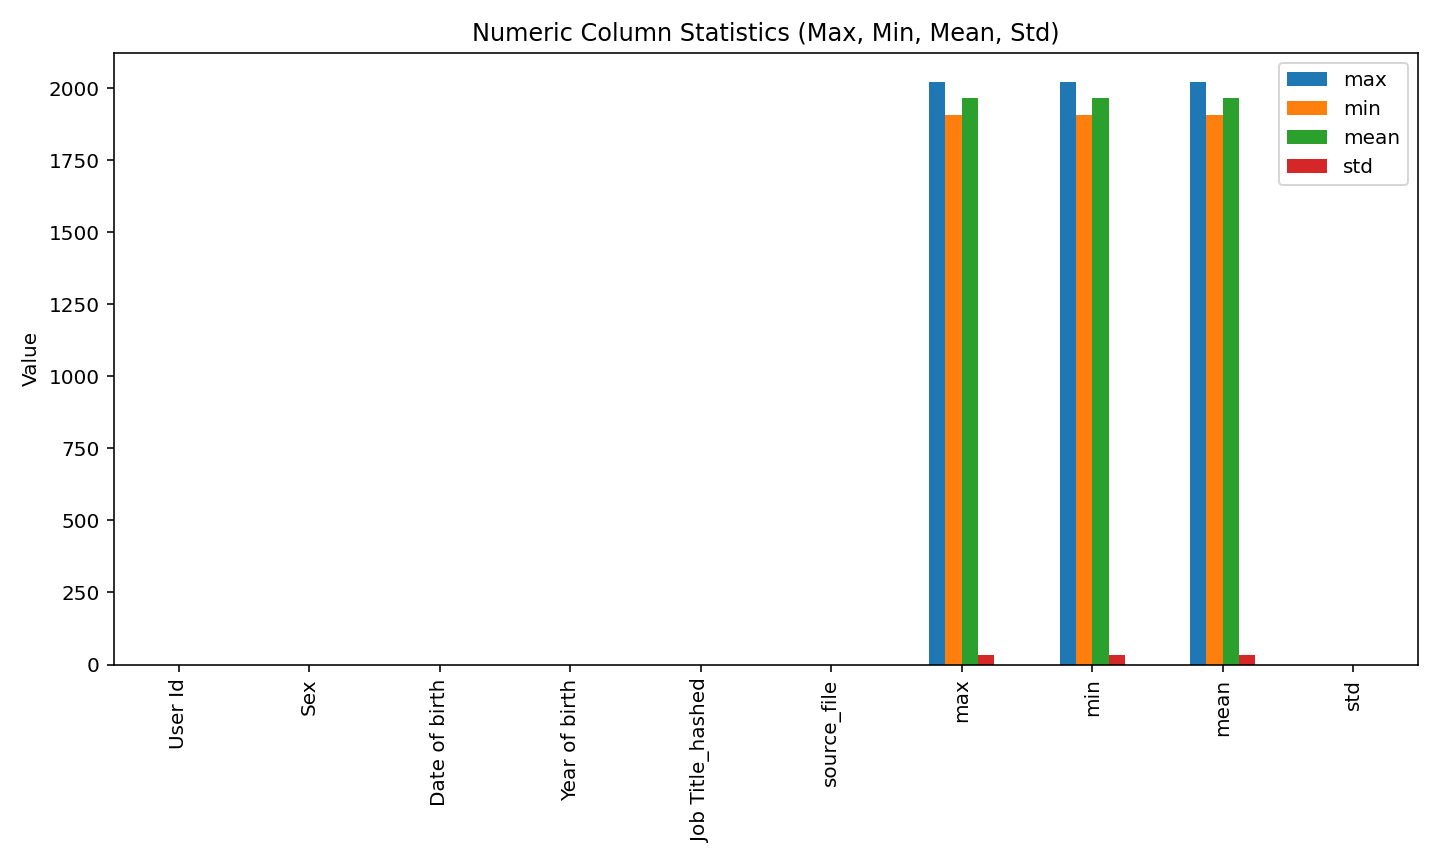 Numeric Column Statistics (Max, Min, Mean, Std)
max
min
mean
std
Value
2000
1750
1500
1250
1000
750
500
250
0
User Id
Sex
Date of birth
Year of birth
Job Title_hashed
source_file
max
min
mean
std